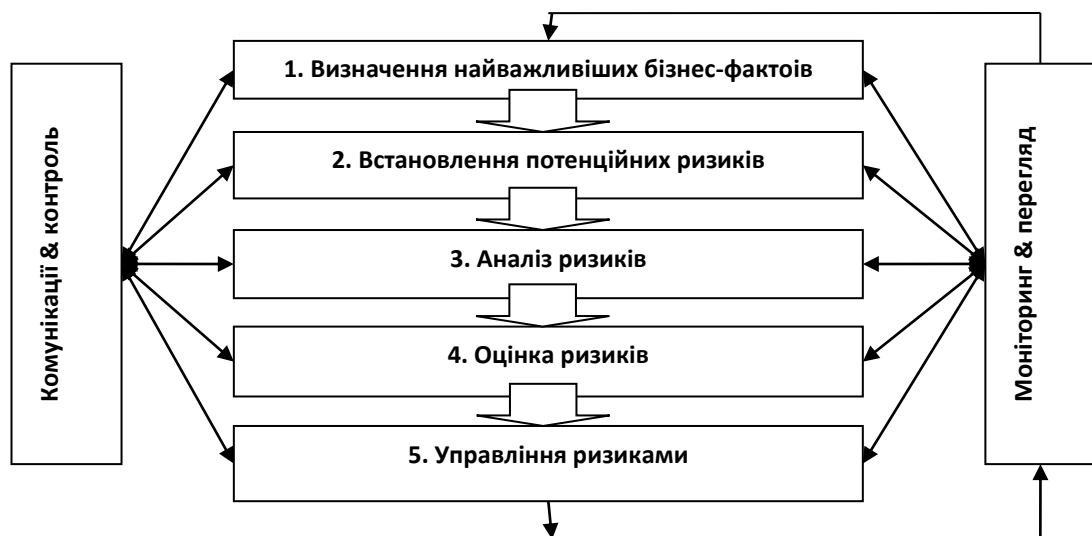 Комунікації & контроль
1. Визначення найважливіших бізнес-фактоів
2. Встановлення потенційних ризиків
3. Аналіз ризиків
4. Оцінка ризиків
5. Управління ризиками
Моніторинг & перегляд